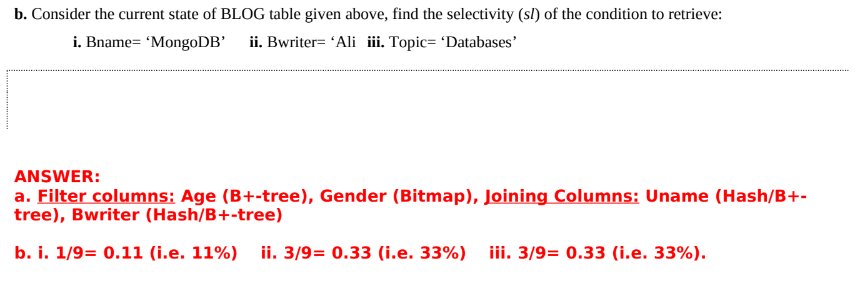 b. Consider the current state of BLOG table given above, find the selectivity (sl) of the condition to retrieve:
i. Bname= ‘MongoDB’ ii. Bwriter= ‘Ali iii. Topic= ‘Databases’
ANSWER:
a. Filter columns: Age (B+-tree), Gender (Bitmap), Joining Columns: Uname (Hash/B+-
tree), Bwriter (Hash/B+-tree)
b. i. 1/9= 0.11 (i.e. 11%) ii. 3/9= 0.33 (i.e. 33%) iii. 3/9= 0.33 (i.e. 33%).